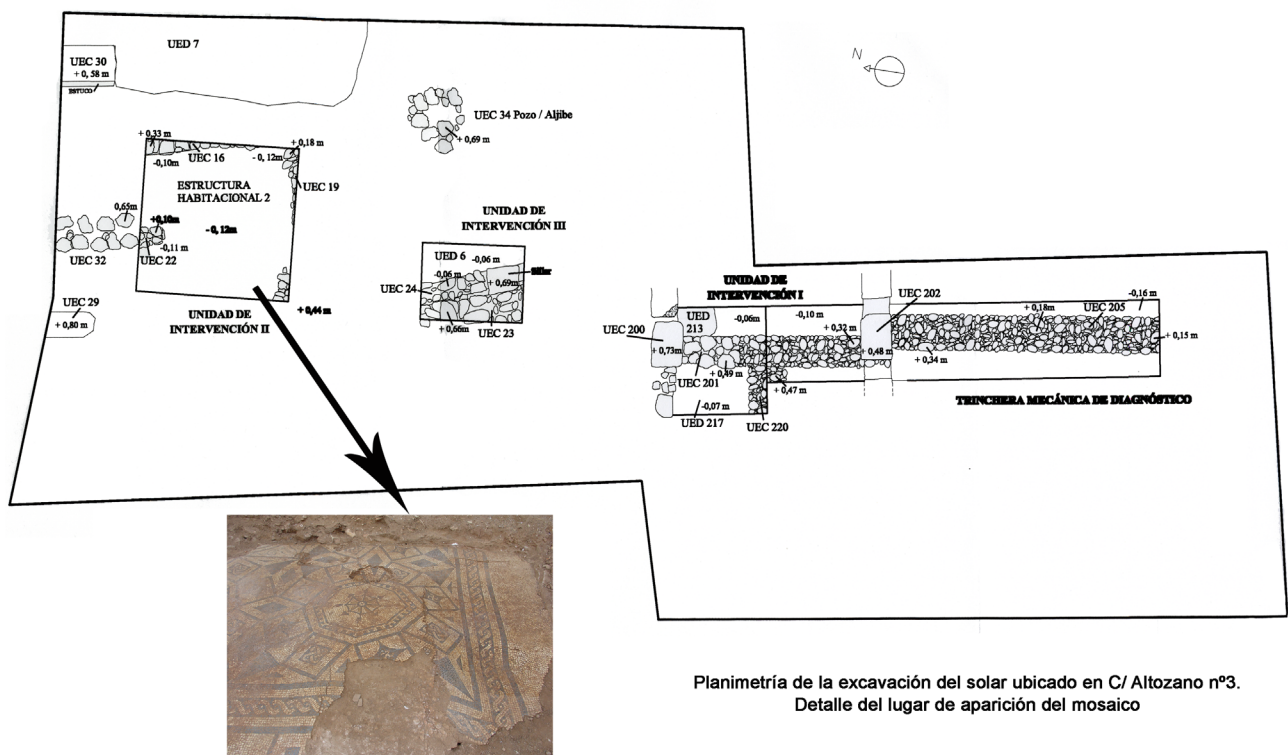 UED 7
N
UEC 30
+ 0, 58 m
ESTUCO
UEC 34 Pozo / Aljibe
+ 0,69 m
+ 0,33 m
+ 0,18 m
-0,10m
UEC 16
- 0, 12m
ESTRUCTURA
HABITACIONAL 2
UEC 19
0,65m
+0,10m
- 0, 12m
-0,11 m
UEC 32
UEC 22
UEC 29
+ 0,80 m
UNIDAD DE
INTERVENCIÓN II
+ 0,44 m
UNIDAD DE
INTERVENCIÓN III
UED 6
-0,06 m
-0,06 m
Sillar
+ 0,69m
UEC 24
+0,66m
UEC 23
UNIDAD DE
INTERVENCIÓN I
UEC 202
-0,16 m
UEC 200
UED
213
-0,06m
-0,10 m
+0,32 m
+0,18m
UEC 205
+ 0,73m
+ 0,48 m
+ 0,15 m
+ 0,34 m
+0,49 m
UEC 201
+0,47 m
-0,07 m
UED 217
UEC 220
TRINCHERA MECÁNICA DE DIAGNÓSTICO
Planimetría de la excavación del solar ubicado en C/ Altozano nº3.
Detalle del lugar de aparición del mosaico